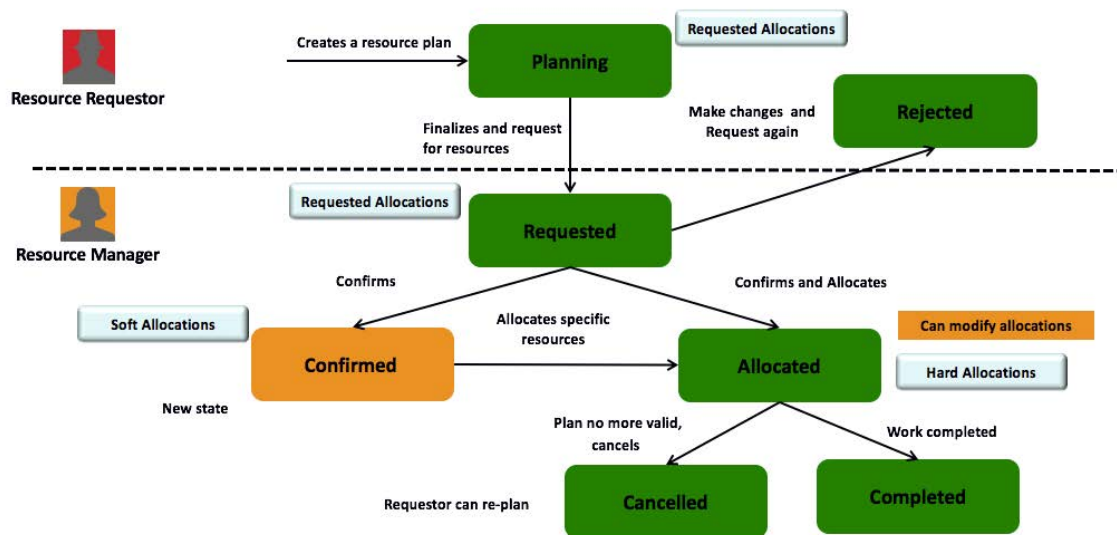 Requested Allocations
Creates a resource plan
Planning
Resource Requestor
Make changes and
Request again
Rejected
Finalizes and request
for resources
Requested Allocations
Requested
Resource Manager
Confirms
Confirms and Allocates
Soft Allocations
Allocates specific
resources
Can modify allocations
Confirmed
Allocated
Hard Allocations
New state
Plan no more valid,
cancels
Work completed
Requestor can re-plan
Cancelled
Completed